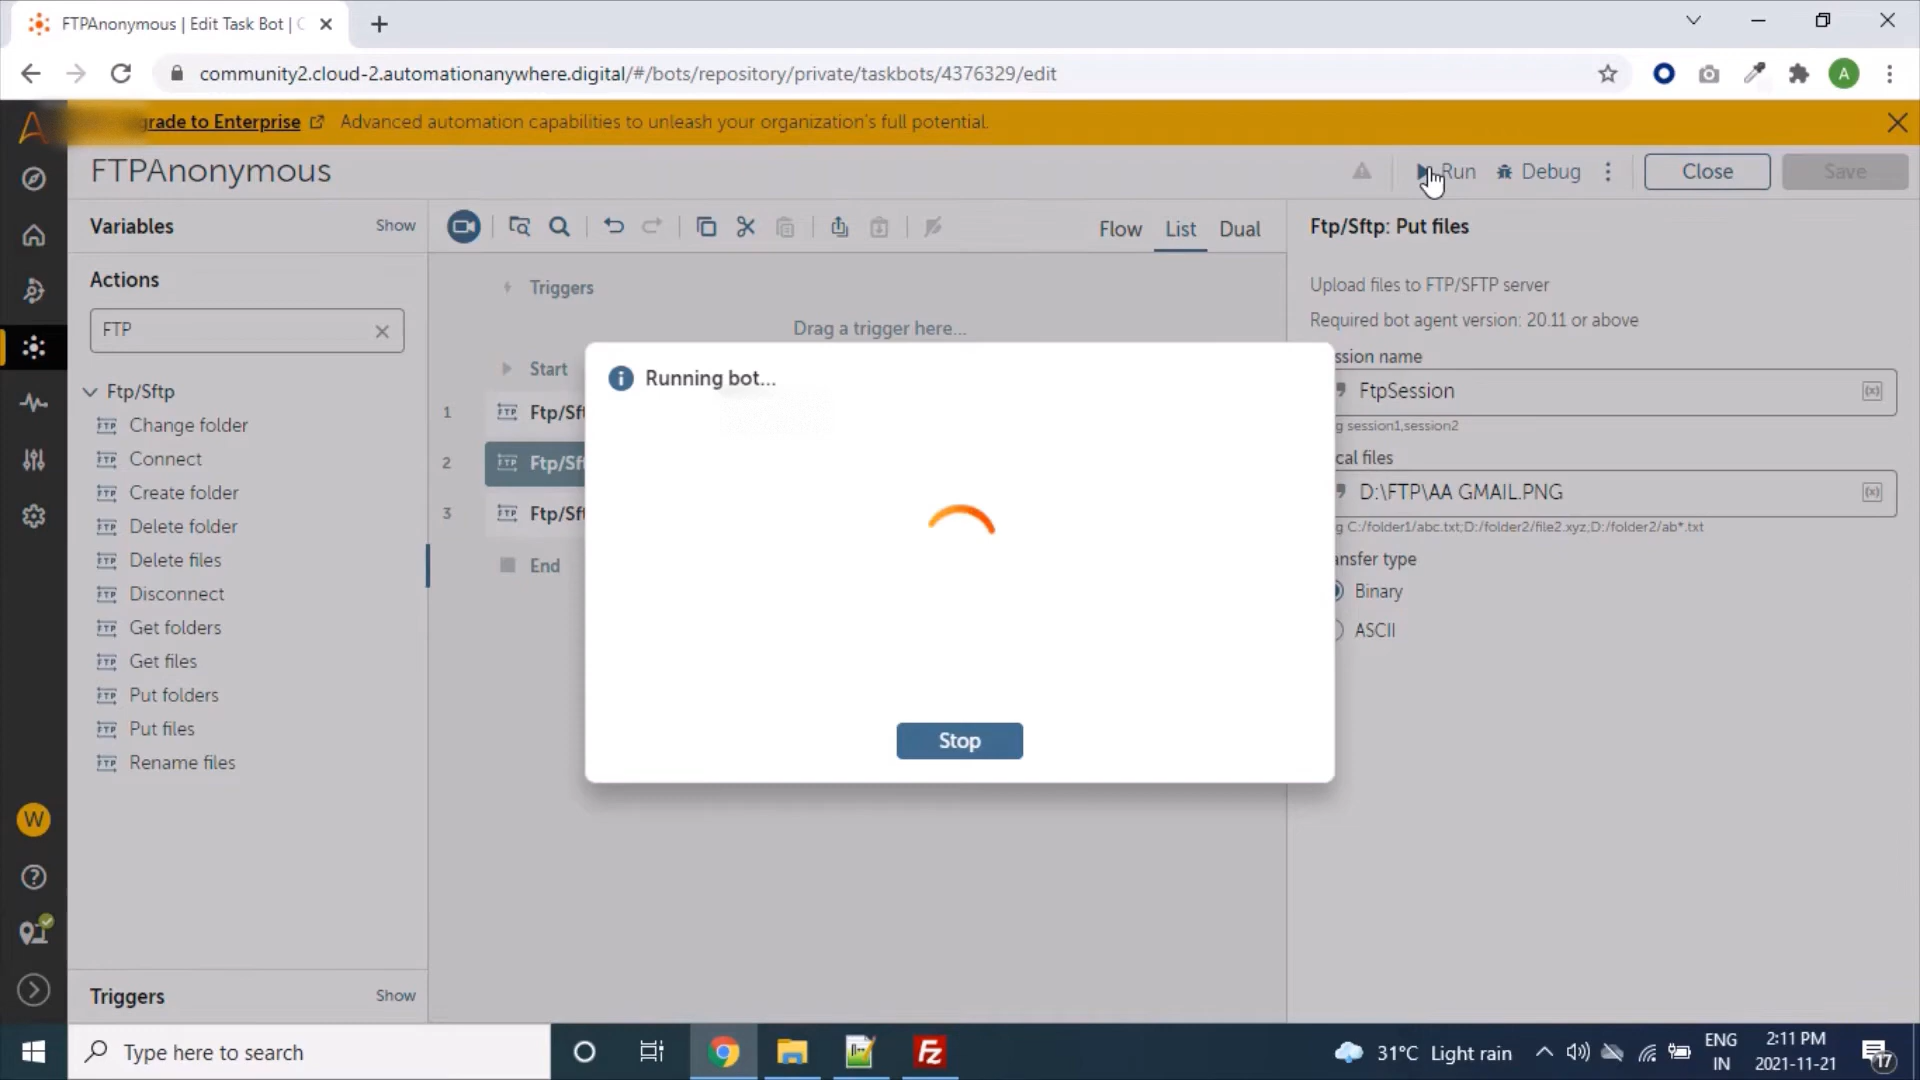 FTPAnonymous | Edit Task Bot |
community2.cloud-2.automationanywhere.digital/#/bots/repository/private/taskbots/4376329/edit
A
grade to Enterprise Advanced automation capabilities to unleash your organization's full potential.
FTPAnonymous
Run
Debug
Close
Save
Variables
Show
Flow
List
Dual
Ftp/Sftp: Put files
Actions
Triggers
Upload files to FTP/SFTP server
FTP
Drag a trigger here...
Required bot agent version: 20.11 or above
ssion name
Start
Running bot...
Ftp/Sftp
FtpSession
1 Ftp/Sf
Change folder
g session1,session2
Connect
2 Ftp/Sf
cal files
Create folder
D:\FTP\AA GMAIL.PNG
3 Ftp/Sf
Delete folder
g C:/folder1/abc.txt;D:/folder2/file2.xyz,D:/folder2/ab*.txt
Delete files
End
ansfer type
Disconnect
Binary
Get folders
ASCII
Get files
Put folders
Put files
Stop
Rename files
W
Triggers
Show
Type here to search
31°C Light rain
ENG
IN
2:11 PM
2021-11-21
17